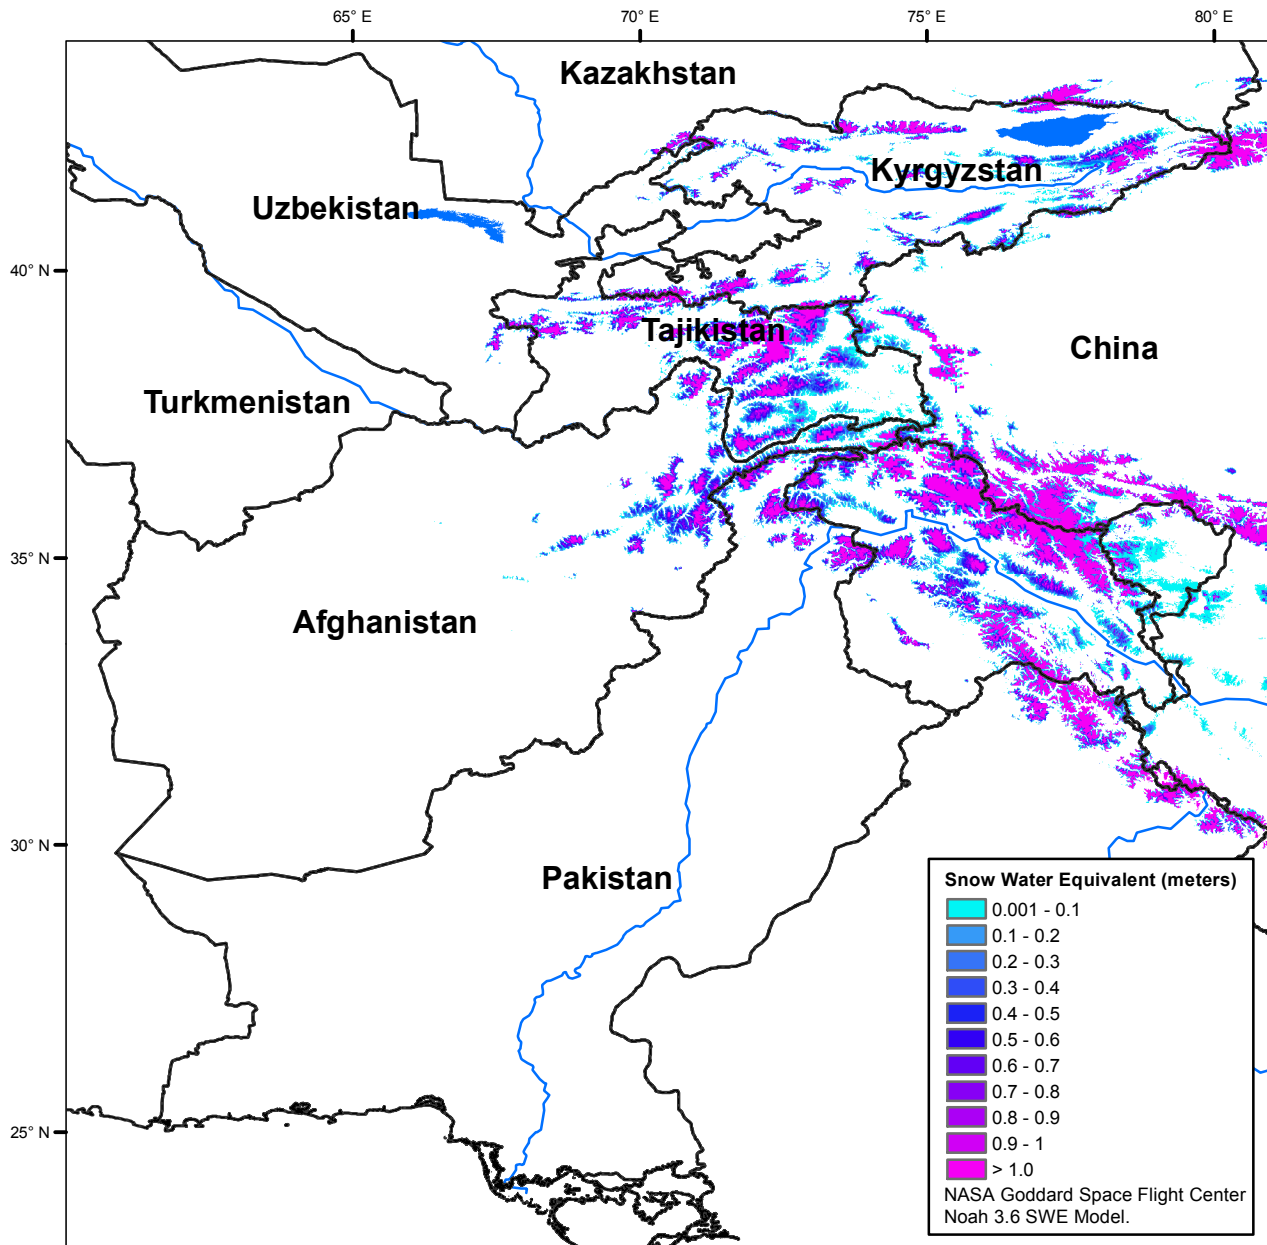 65° E
70° E
75° E
80° E
Kazakhstan
Kyrgyzstan
Uzbekistan
40° N
Tajikistan
China
Turkmenistan
35° N
Afghanistan
30° N
Pakistan
25° N
Snow Water Equivalent (meters)
0.001 - 0.1
0.1 - 0.2
0.2 - 0.3
0.3 - 0.4
0.4 - 0.5
0.5 - 0.6
0.6 - 0.7
0.7 - 0.8
0.8 - 0.9
0.9 - 1
> 1.0
NASA Goddard Space Flight Center
Noah 3.6 SWE Model.